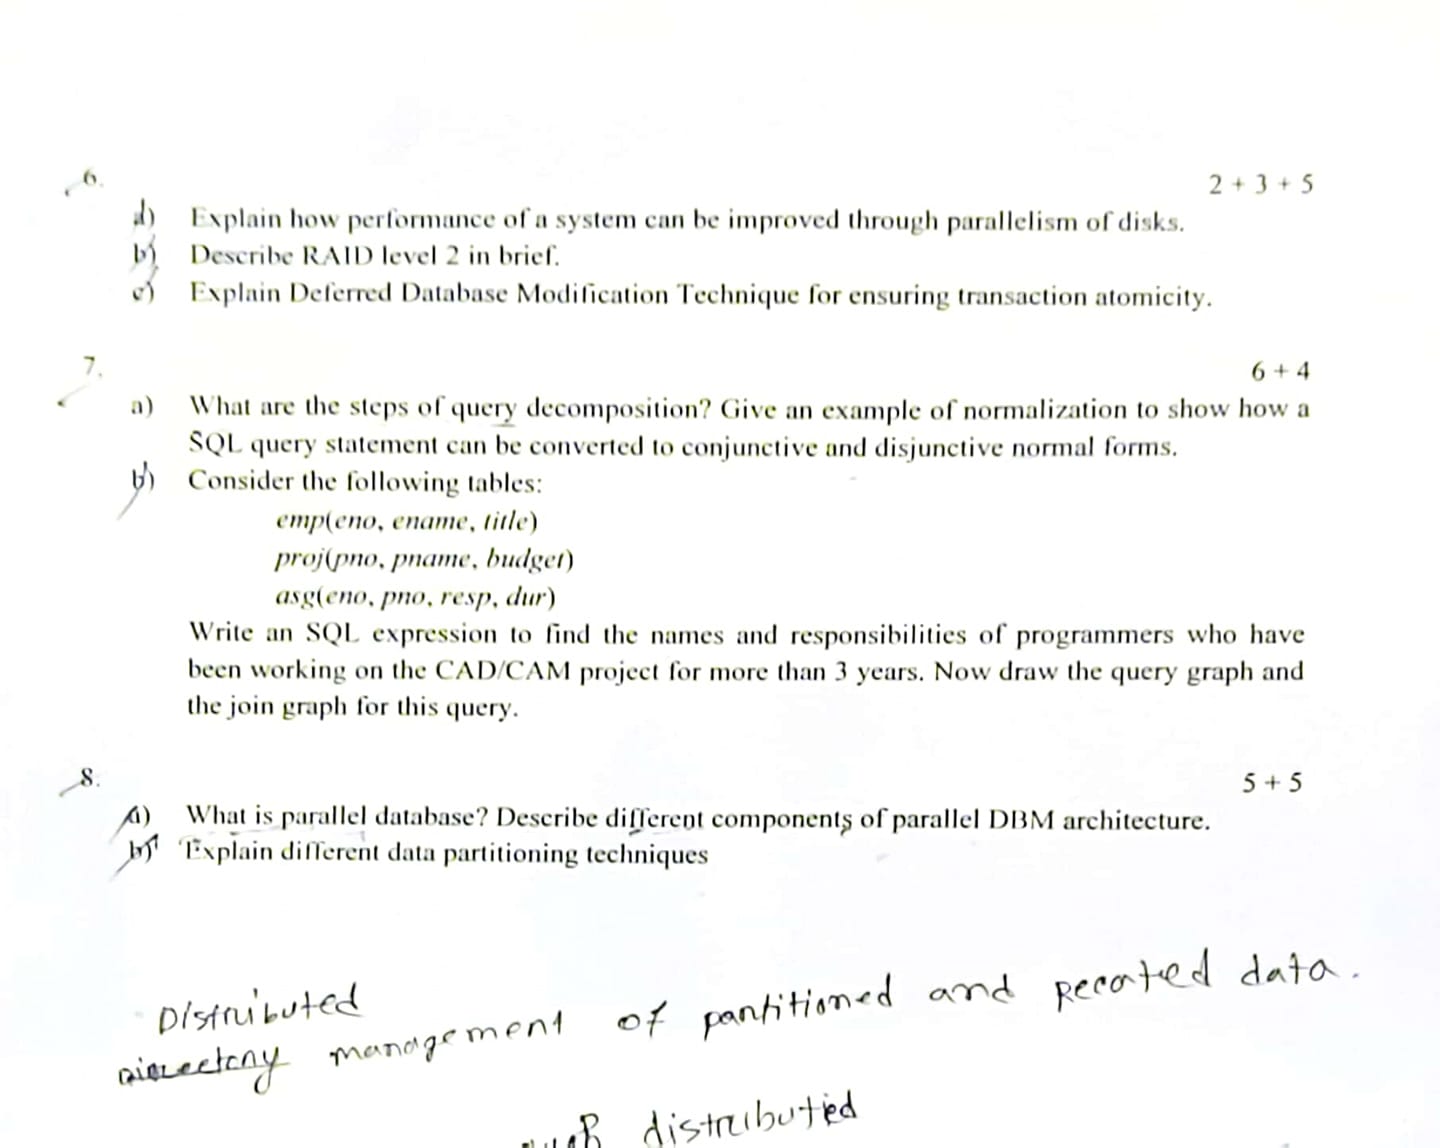 6.
2 + 3 + 5
a) Explain how performance of a system can be improved through parallelism of disks.
b) Describe RAID level 2 in brief.
c) Explain Deferred Database Modification Technique for ensuring transaction atomicity.
7.
6 + 4
a) What are the steps of query decomposition? Give an example of normalization to show how a
SQL query statement can be converted to conjunctive and disjunctive normal forms.
b) Consider the following tables:
emp(eno, ename, title)
proj(pno, pname, budget)
asg(eno, pno, resp, dur)
Write an SQL expression to find the names and responsibilities of programmers who have
been working on the CAD/CAM project for more than 3 years. Now draw the query graph and
the join graph for this query.
8.
5 + 5
a) What is parallel database? Describe different components of parallel DBM architecture.
b) Explain different data partitioning techniques
Distributed
management of partitioned and data.
distributed